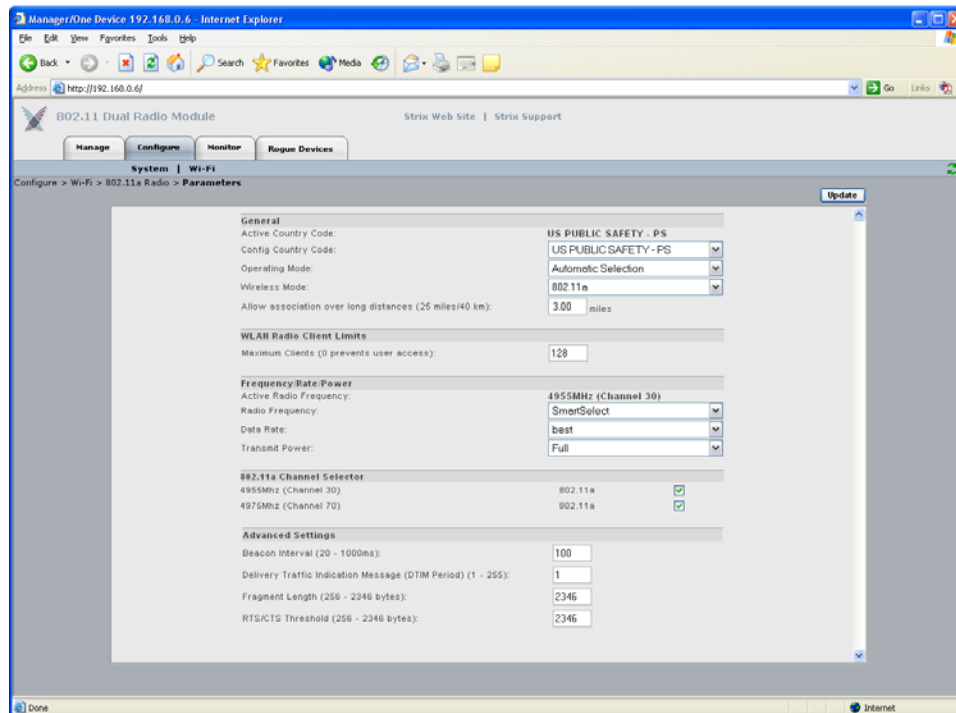 Manager/One Device 192.168.0.6 - Internet Explorer
File Edit View Favorites Tools Help
Back Search Favorites Media
Address http://192.168.0.6/ Go Links
802.11 Dual Radio Module Strix Web Site | Strix Support
Manage Configure Monitor Rogue Devices
System | Wi-Fi
Configure > Wi-Fi > 802.11a Radio > Parameters
Update
General
Active Country Code: US PUBLIC SAFETY - PS
Config Country Code: US PUBLIC SAFETY - PS
Operating Mode: Automatic Selection
Wireless Mode: 802.11a
Allow association over long distances (25 miles/40 km): 3.00 miles
WLAN Radio Client Limits
Maximum Clients (0 prevents user access): 128
Frequency/Rate/Power
Active Radio Frequency: 4955MHz (Channel 30)
Radio Frequency: SmartSelect
Data Rate: best
Transmit Power: Full
802.11a Channel Selector
4955Mhz (Channel 30) 802.11a
4975Mhz (Channel 70) 802.11a
Advanced Settings
Beacon Interval (20 - 1000ms): 100
Delivery Traffic Indication Message (DTIM Period) (1 - 255): 1
Fragment Length (256 - 2346 bytes): 2346
RTS/CTS Threshold (256 - 2346 bytes): 2346
Done Internet